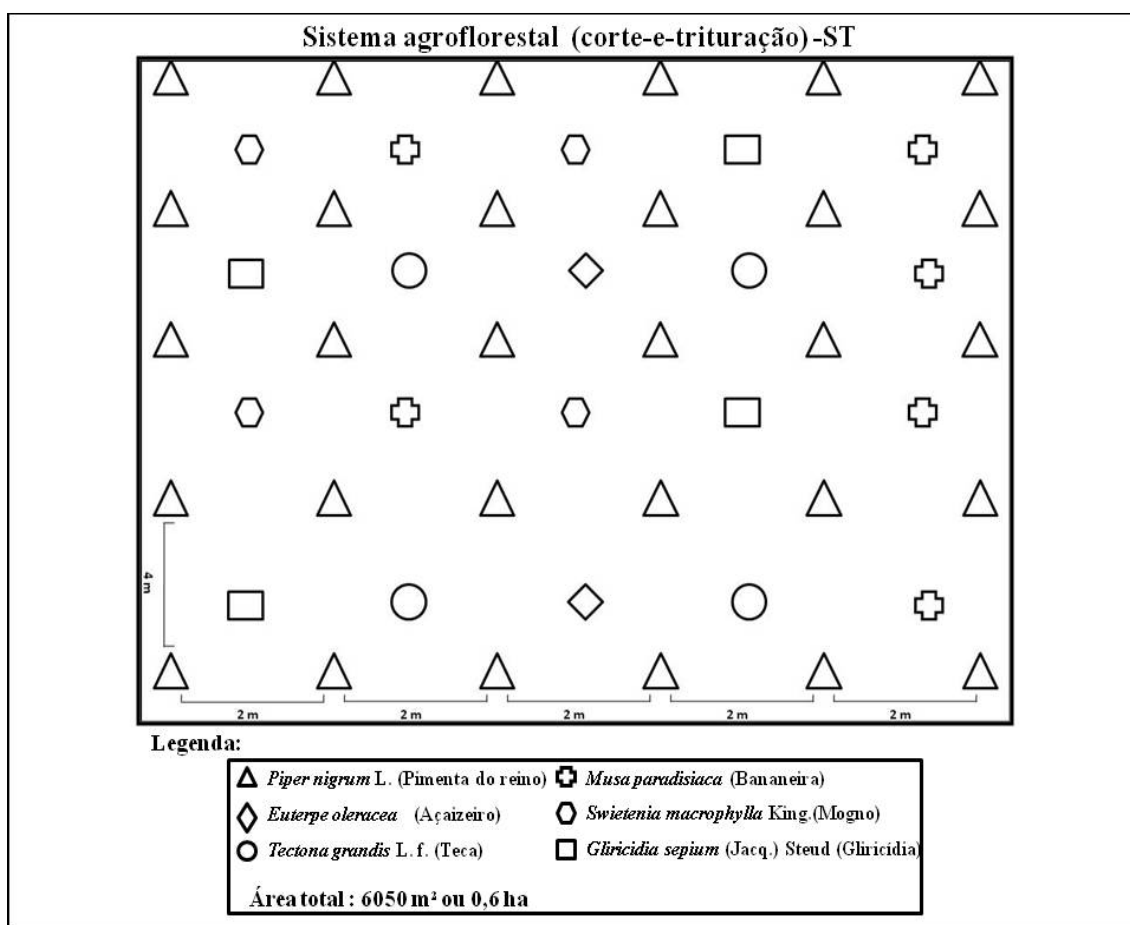 Sistema agroflorestal (corte-e-trituração) -ST
4 m
2 m 2 m 2 m 2 m 2 m
Legenda:
Piper nigrum L. (Pimenta do reino) Musa paradisiaca (Bananeira)
Euterpe oleracea (Açaizeiro) Swietenia macrophylla King.(Mogno)
Tectona grandis L. f. (Teca) Gliricidia sepium (Jacq.) Steud (Gliricídia)
Área total : 6050 m² ou 0,6 ha